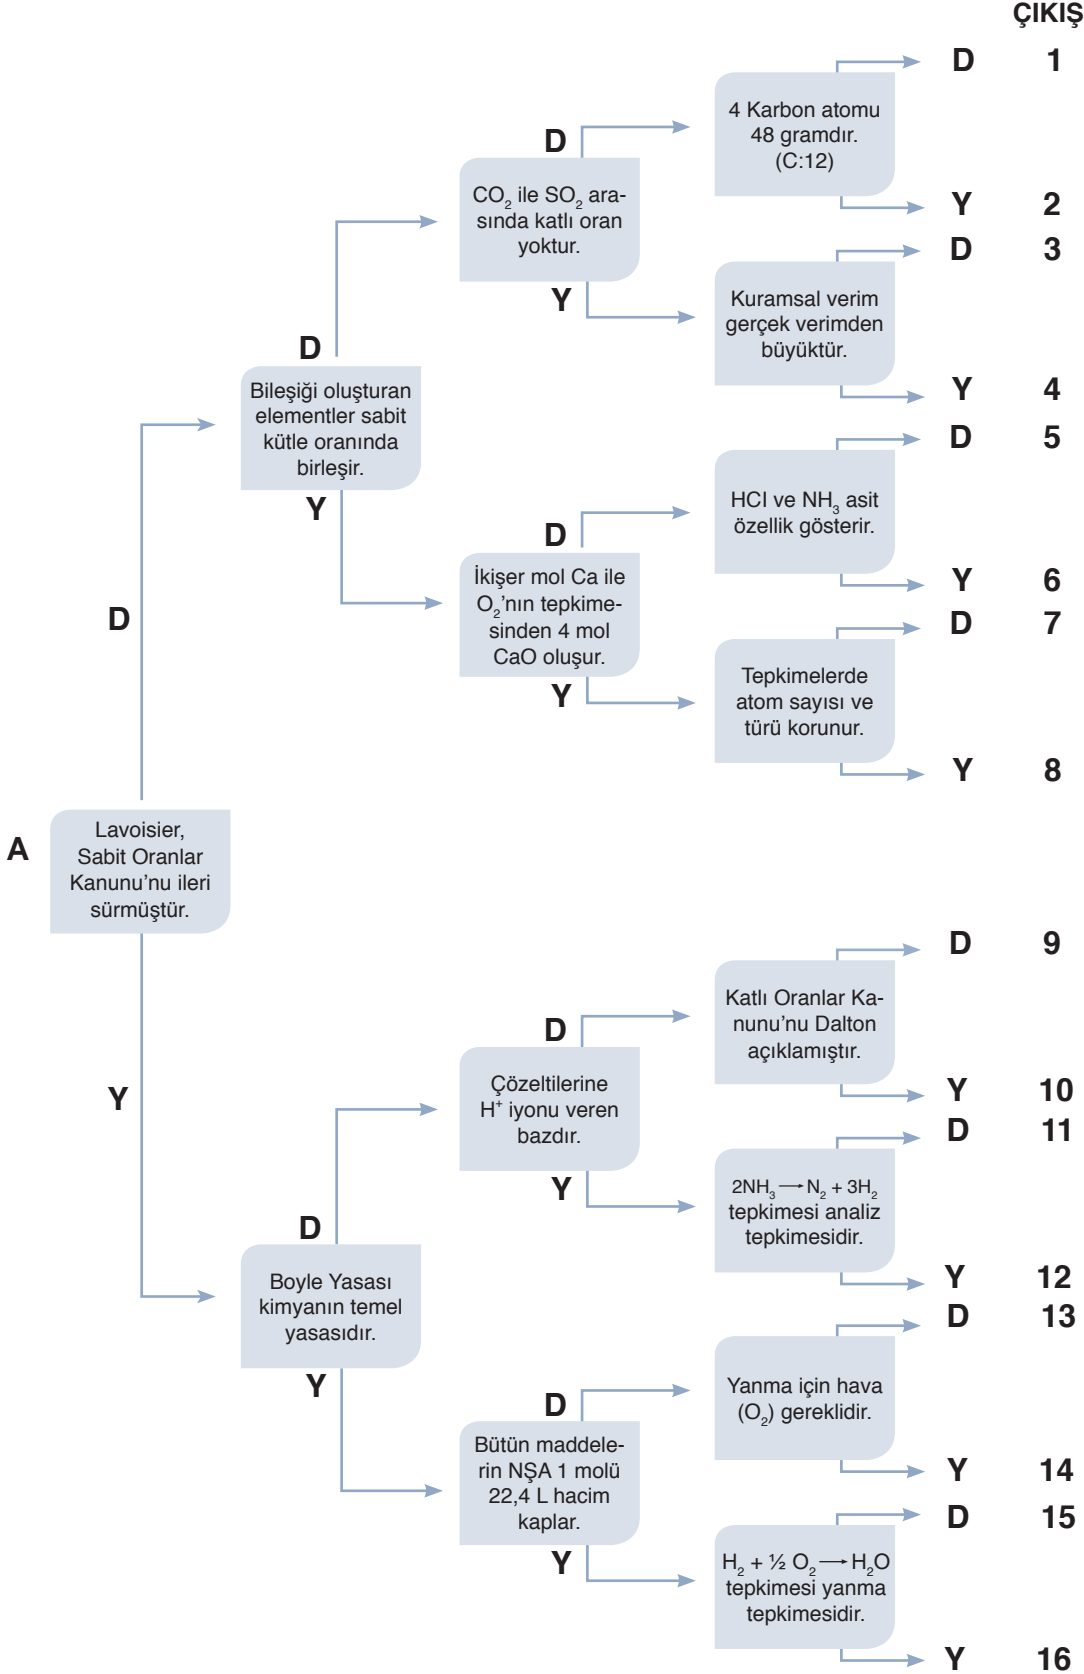 ÇIKIŞ
D 1
4 Karbon atomu
48 gramdır.
(C:12)
D
CO₂ ile SO₂ ara-
sında katlı oran
yoktur.
Y 2
D 3
Y
Kuramsal verim
gerçek verimden
büyüktür.
D
Bileşiği oluşturan
elementler sabit
kütle oranında
birleşir.
Y 4
D 5
Y
HCl ve NH₃ asit
özellik gösterir.
D
İkişer mol Ca ile
O₂’nın tepkime-
sinden 4 mol
CaO oluşur.
Y 6
D 7
D
Y
Tepkimelerde
atom sayısı ve
türü korunur.
Y 8
A
Lavoisier,
Sabit Oranlar
Kanunu’nu ileri
sürmüştür.
D 9
Katlı Oranlar Ka-
nunu’nu Dalton
açıklamıştır.
D
Çözeltilerine
H⁺ iyonu veren
bazdır.
Y
Y 10
D 11
Y
2NH₃ → N₂ + 3H₂
tepkimesi analiz
tepkimesidir.
D
Boyle Yasası
kimyanın temel
yasasıdır.
Y 12
D 13
Y
Yanma için hava
(O₂) gereklidir.
D
Bütün maddele-
rin NŞA 1 molü
22,4 L hacim
kaplar.
Y 14
D 15
Y
H₂ + ½ O₂ → H₂O
tepkimesi yanma
tepkimesidir.
Y 16